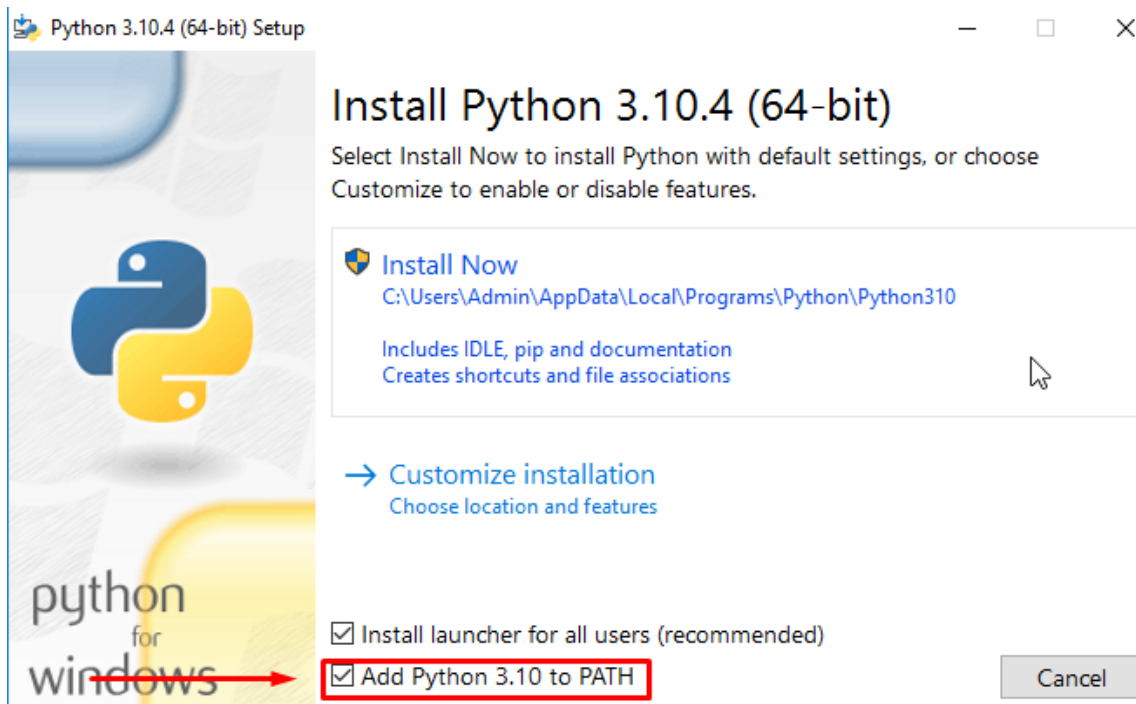 Python 3.10.4 (64-bit) Setup
Install Python 3.10.4 (64-bit)
Select Install Now to install Python with default settings, or choose
Customize to enable or disable features.
Install Now
C:\Users\Admin\AppData\Local\Programs\Python\Python310
Includes IDLE, pip and documentation
Creates shortcuts and file associations
Customize installation
Choose location and features
python
for
windows
Install launcher for all users (recommended)
Add Python 3.10 to PATH
Cancel